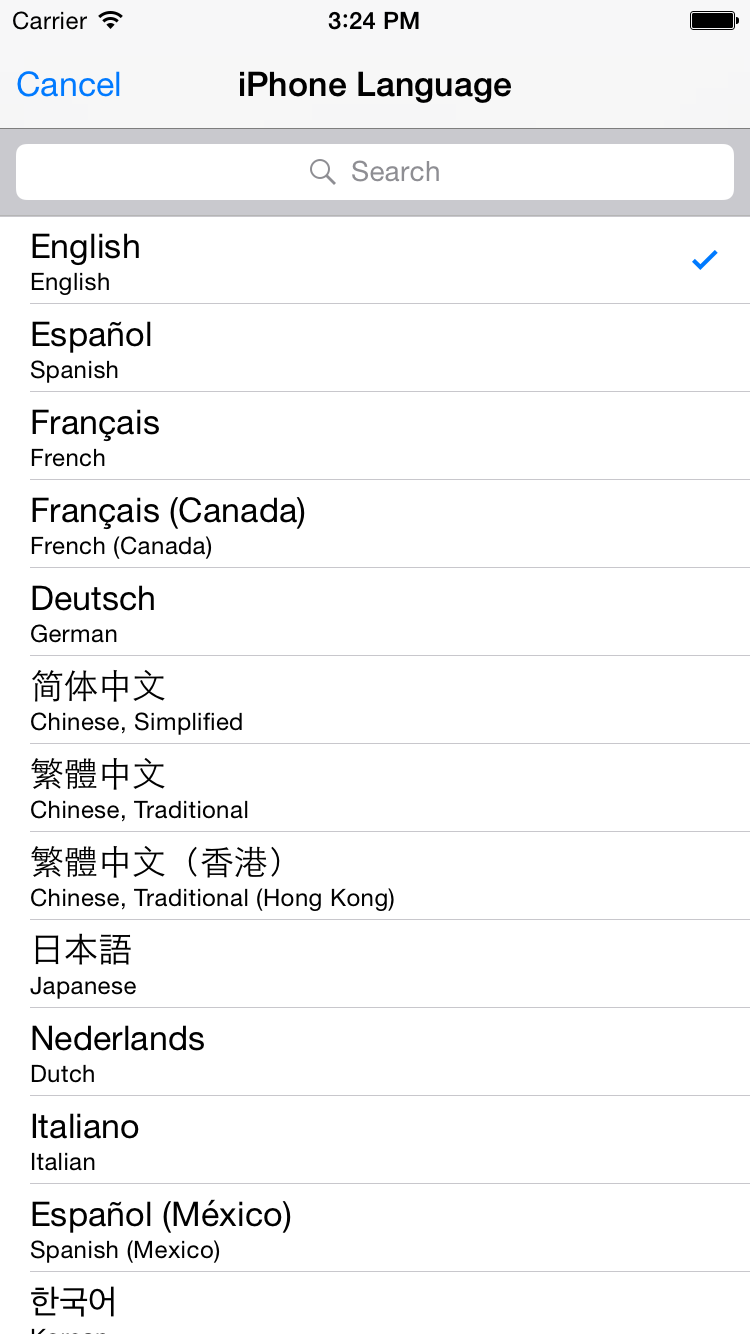 Carrier 3:24 PM
Cancel iPhone Language
Search
English
English
Español
Spanish
Français
French
Français (Canada)
French (Canada)
Deutsch
German
简体中文
Chinese, Simplified
繁體中文
Chinese, Traditional
繁體中文（香港）
Chinese, Traditional (Hong Kong)
日本語
Japanese
Nederlands
Dutch
Italiano
Italian
Español (México)
Spanish (Mexico)
한국어